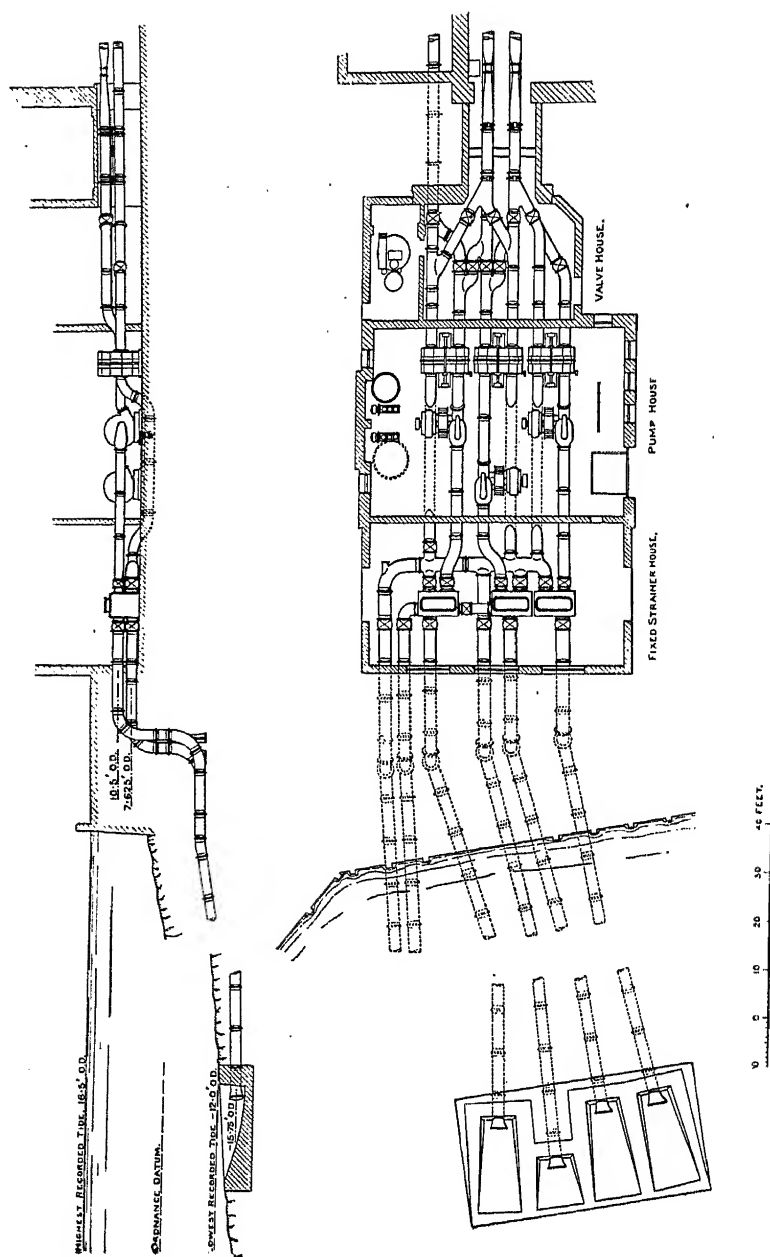 HIGHEST RECORDED TIDE 16·5' O.D.
ORDNANCE DATUM.
LOWEST RECORDED TIDE -12·0' O.D.
-15·75' O.D.
10·5' O.D.
7·625' O.D.
VALVE HOUSE.
PUMP HOUSE
FIXED STRAINER HOUSE.
10
0
10
20
30
40 FEET.